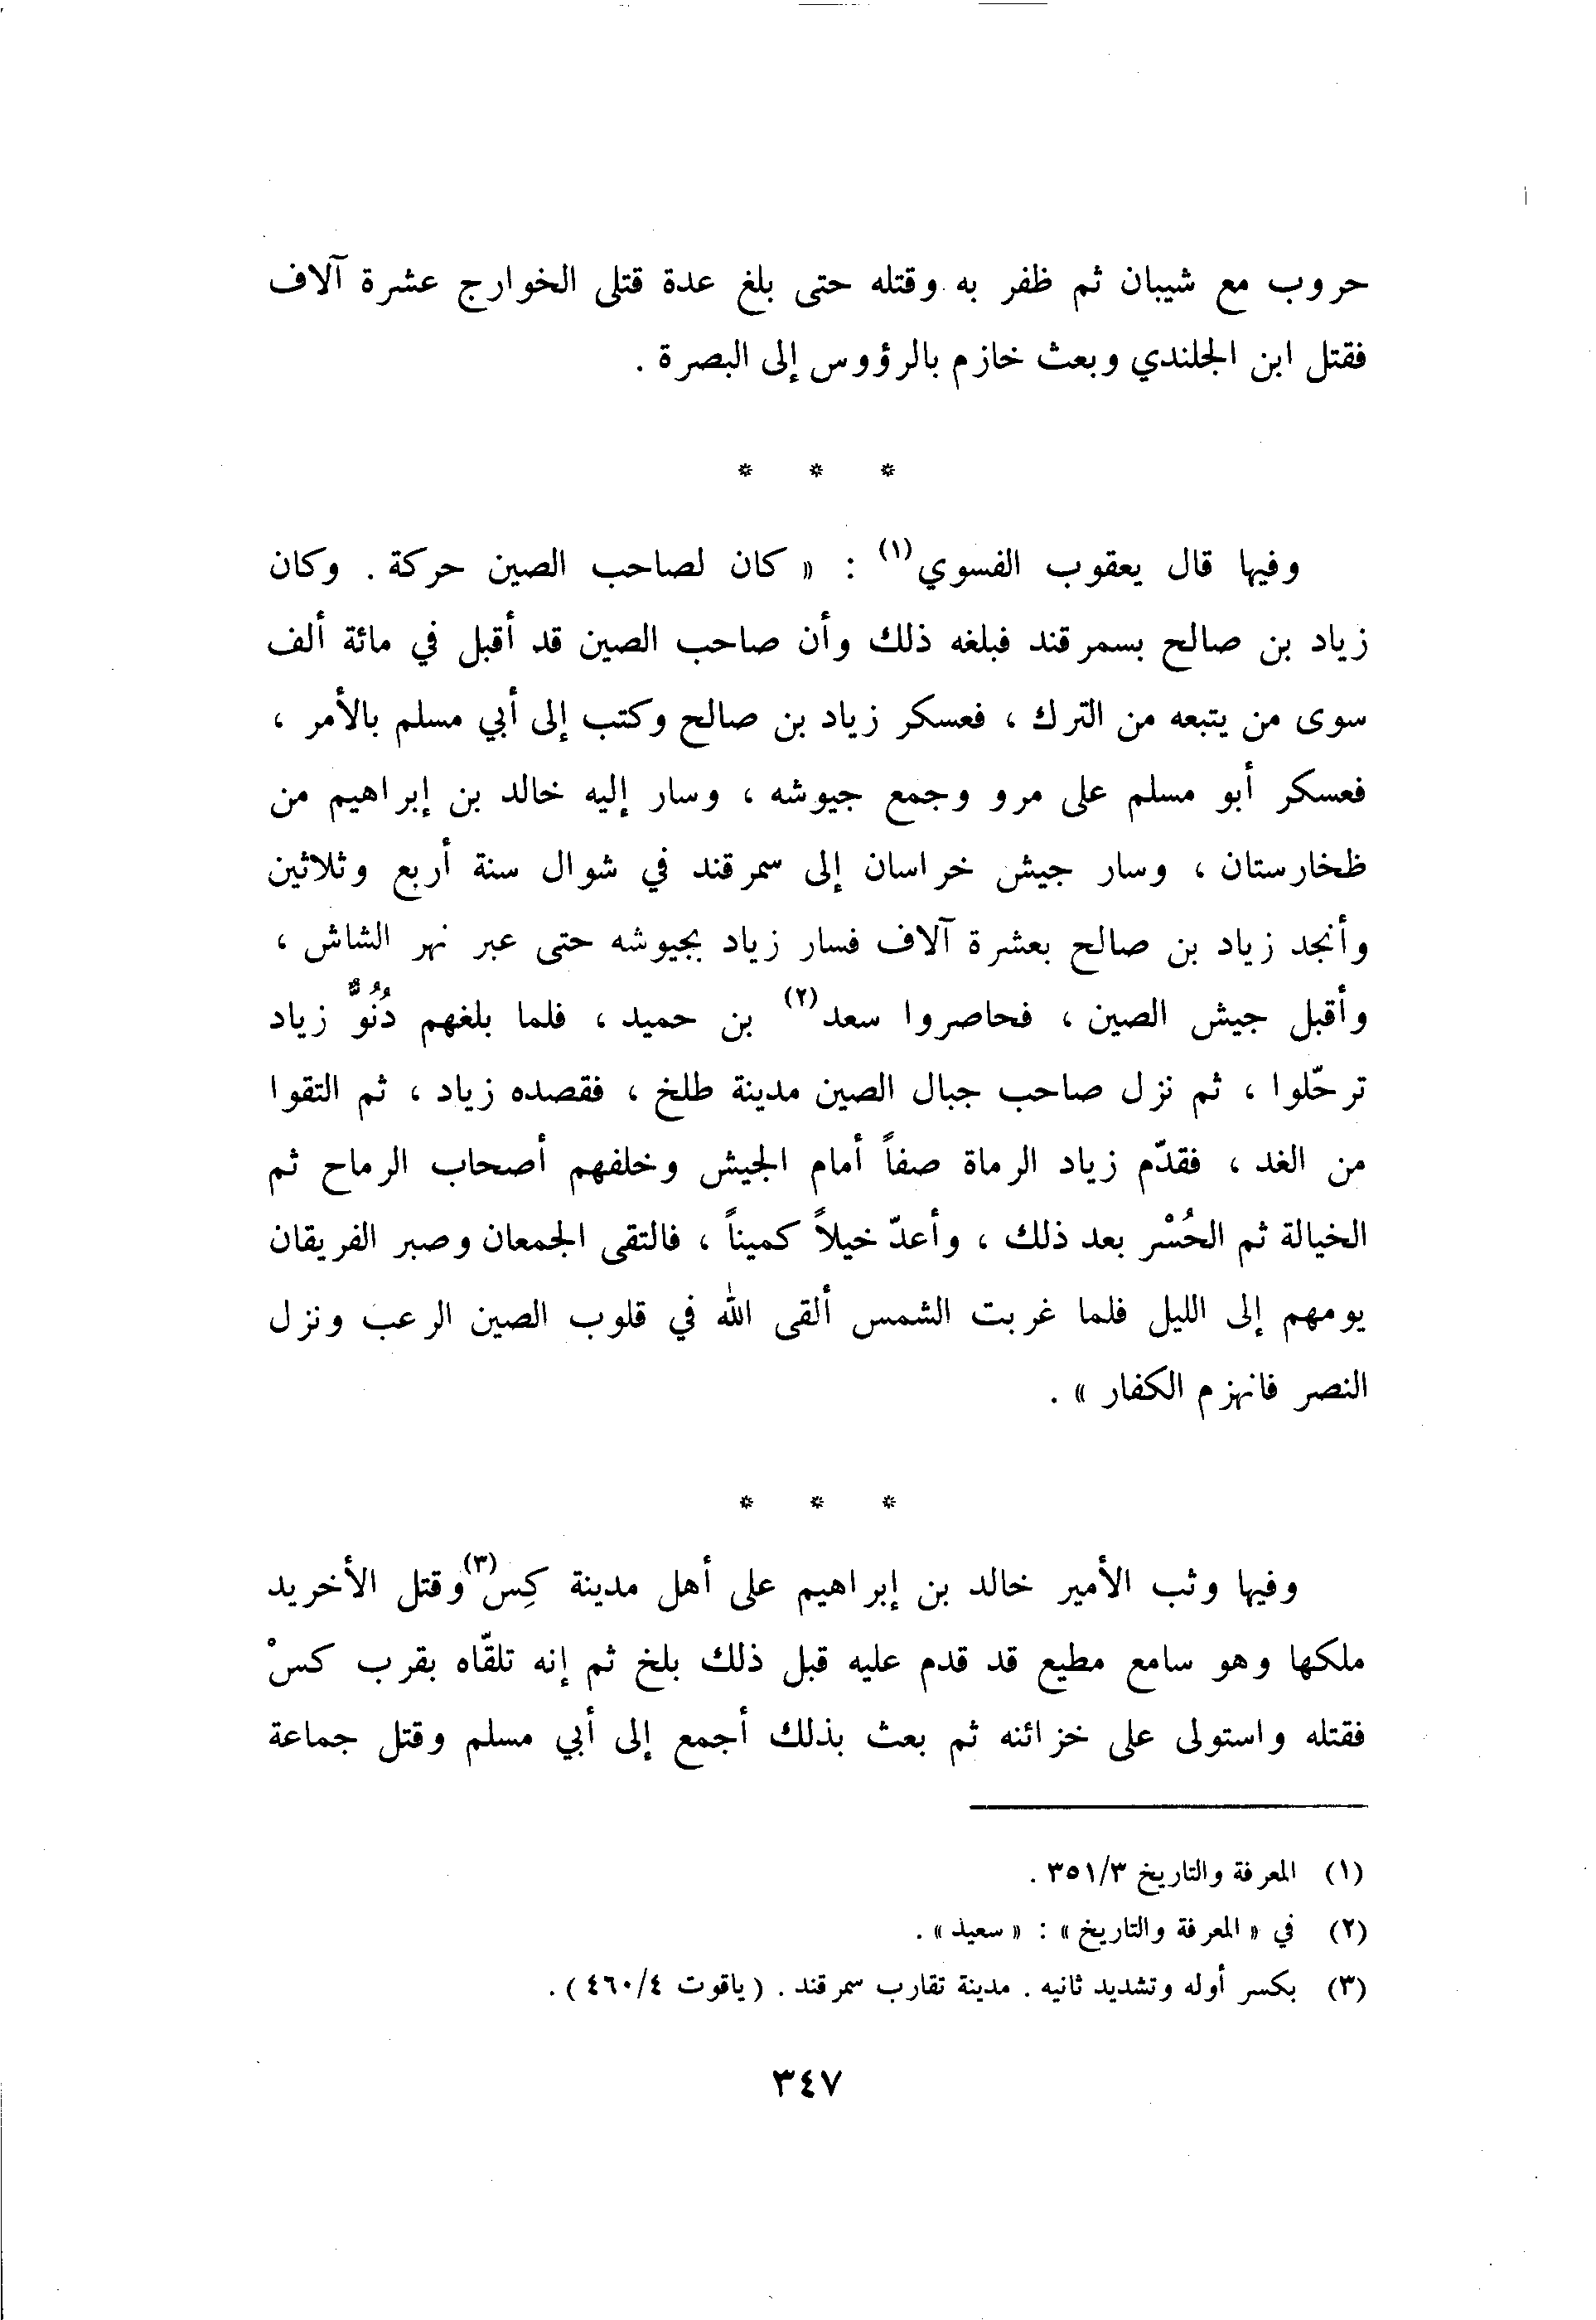 حروب مع شيبان ثم ظفر به وقتله حتى بلغ عدة قتلى الخوارج عشرة آلاف
فقتل ابن الجلندي وبعث خازم بالرؤوس إلى البصرة .
* * *
وفيها قال يعقوب الفسوي(١) : « كان لصاحب الصين حركة . وكان
زياد بن صالح بسمرقند فبلغه ذلك وأن صاحب الصين قد أقبل في مائة ألف
سوى من يتبعه من الترك ، فعسكر زياد بن صالح وكتب إلى أبي مسلم بالأمر ،
فعسكر أبو مسلم على مرو وجمع جيوشه ، وسار إليه خالد بن إبراهيم من
ظخارستان ، وسار جيش خراسان إلى سمرقند في شوال سنة أربع وثلاثين
وأنجد زياد بن صالح بعشرة آلاف فسار زياد بجيوشه حتى عبر نهر الشاش ،
وأقبل جيش الصين ، فحاصروا سعد(٢) بن حميد ، فلما بلغهم دُنُوٌّ زياد
ترحّلوا ، ثم نزل صاحب جبال الصين مدينة طلخ ، فقصده زياد ، ثم التقوا
من الغد ، فقدّم زياد الرماة صفاً أمام الجيش وخلفهم أصحاب الرماح ثم
الخيالة ثم الحُسْر بعد ذلك ، وأعدّ خيلاً كميناً ، فالتقى الجمعان وصبر الفريقان
يومهم إلى الليل فلما غربت الشمس ألقى الله في قلوب الصين الرعب ونزل
النصر فانهزم الكفار » .
* * *
وفيها وثب الأمير خالد بن إبراهيم على أهل مدينة كِس(٣) وقتل الأخريد
ملكها وهو سامع مطيع قد قدم عليه قبل ذلك بلخ ثم إنه تلقّاه بقرب كسْ
فقتله واستولى على خزائنه ثم بعث بذلك أجمع إلى أبي مسلم وقتل جماعة
(١) المعرفة والتاريخ ٣٥١/٣ .
(٢) في « المعرفة والتاريخ » : « سعيد » .
(٣) بكسر أوله وتشديد ثانيه . مدينة تقارب سمرقند . ( ياقوت ٤٦٠/٤ ) .
٣٤٧